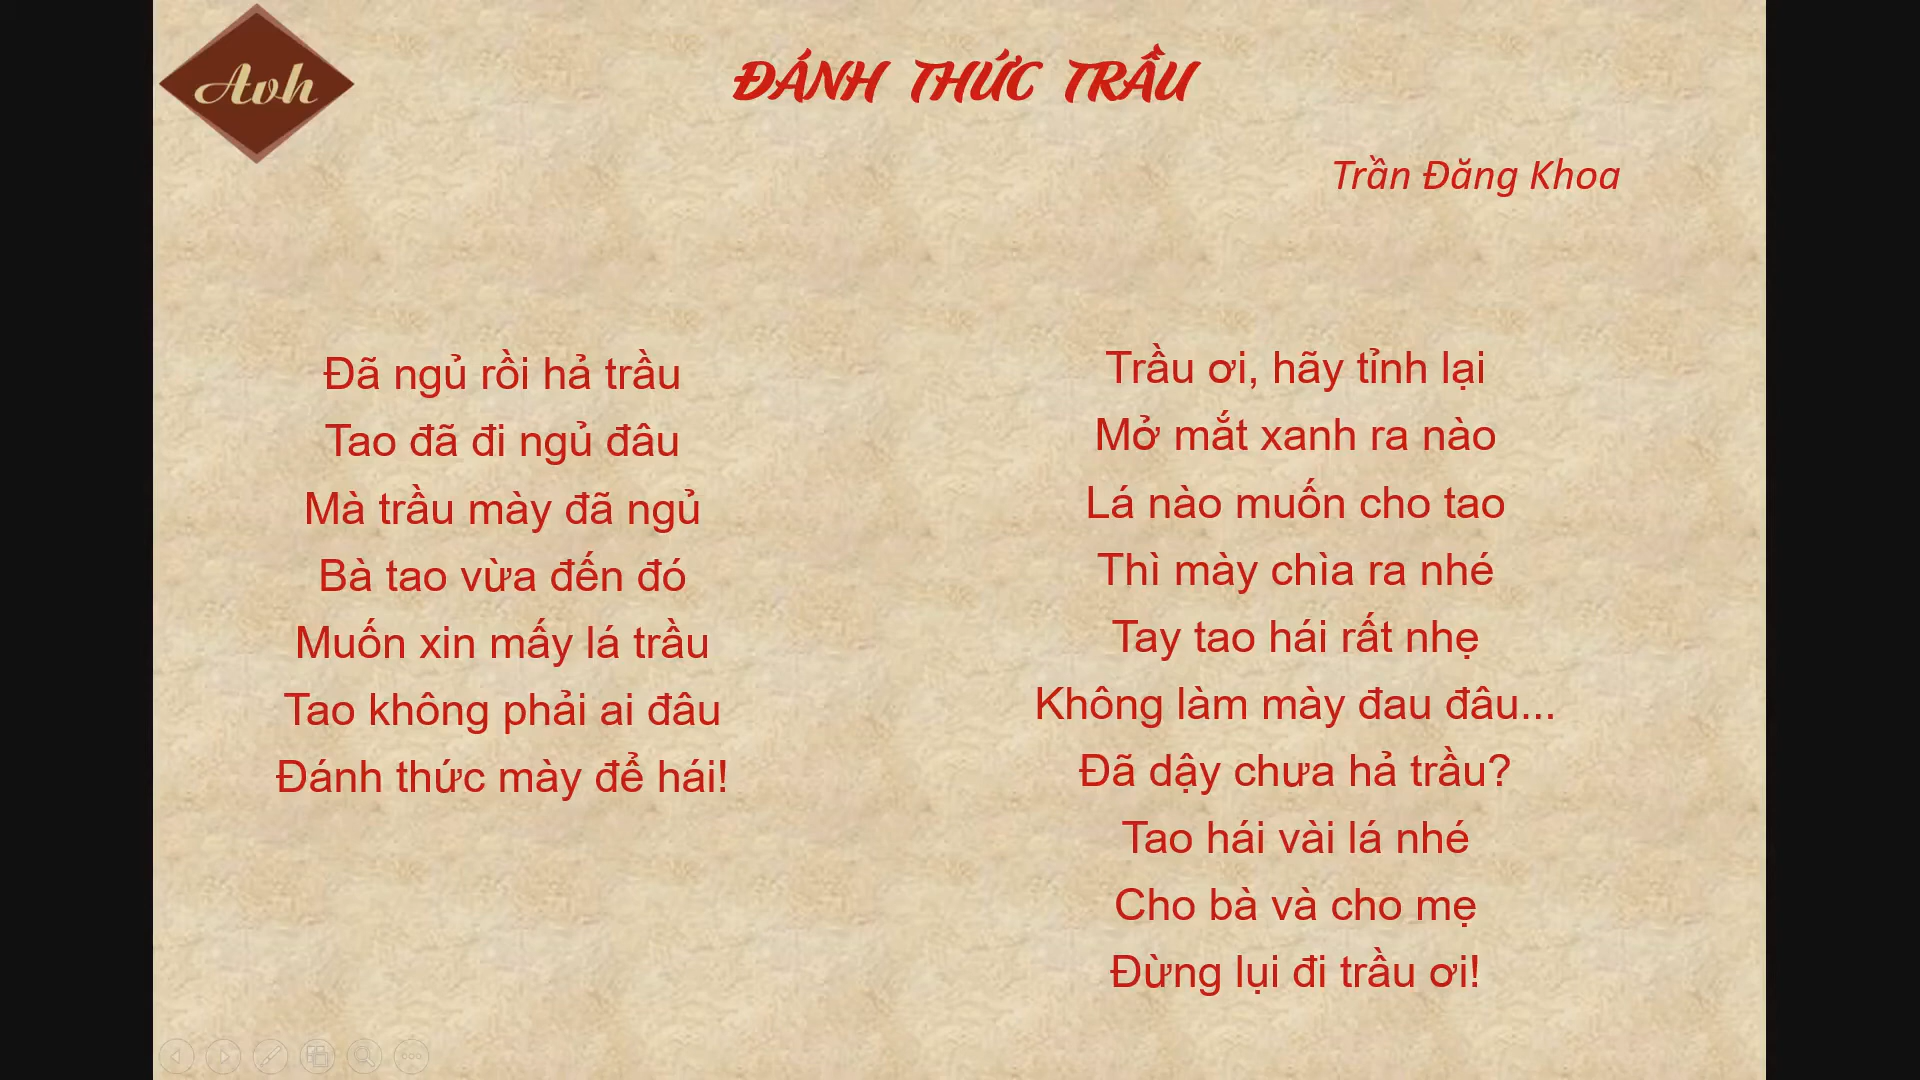 Avh
ĐÁNH THỨC TRẦU
Trần Đăng Khoa
Đã ngủ rồi hả trầu
Tao đã đi ngủ đâu
Mà trầu mày đã ngủ
Bà tao vừa đến đó
Muốn xin mấy lá trầu
Tao không phải ai đâu
Đánh thức mày để hái!
Trầu ơi, hãy tỉnh lại
Mở mắt xanh ra nào
Lá nào muốn cho tao
Thì mày chìa ra nhé
Tay tao hái rất nhẹ
Không làm mày đau đâu...
Đã dậy chưa hả trầu?
Tao hái vài lá nhé
Cho bà và cho mẹ
Đừng lụi đi trầu ơi!